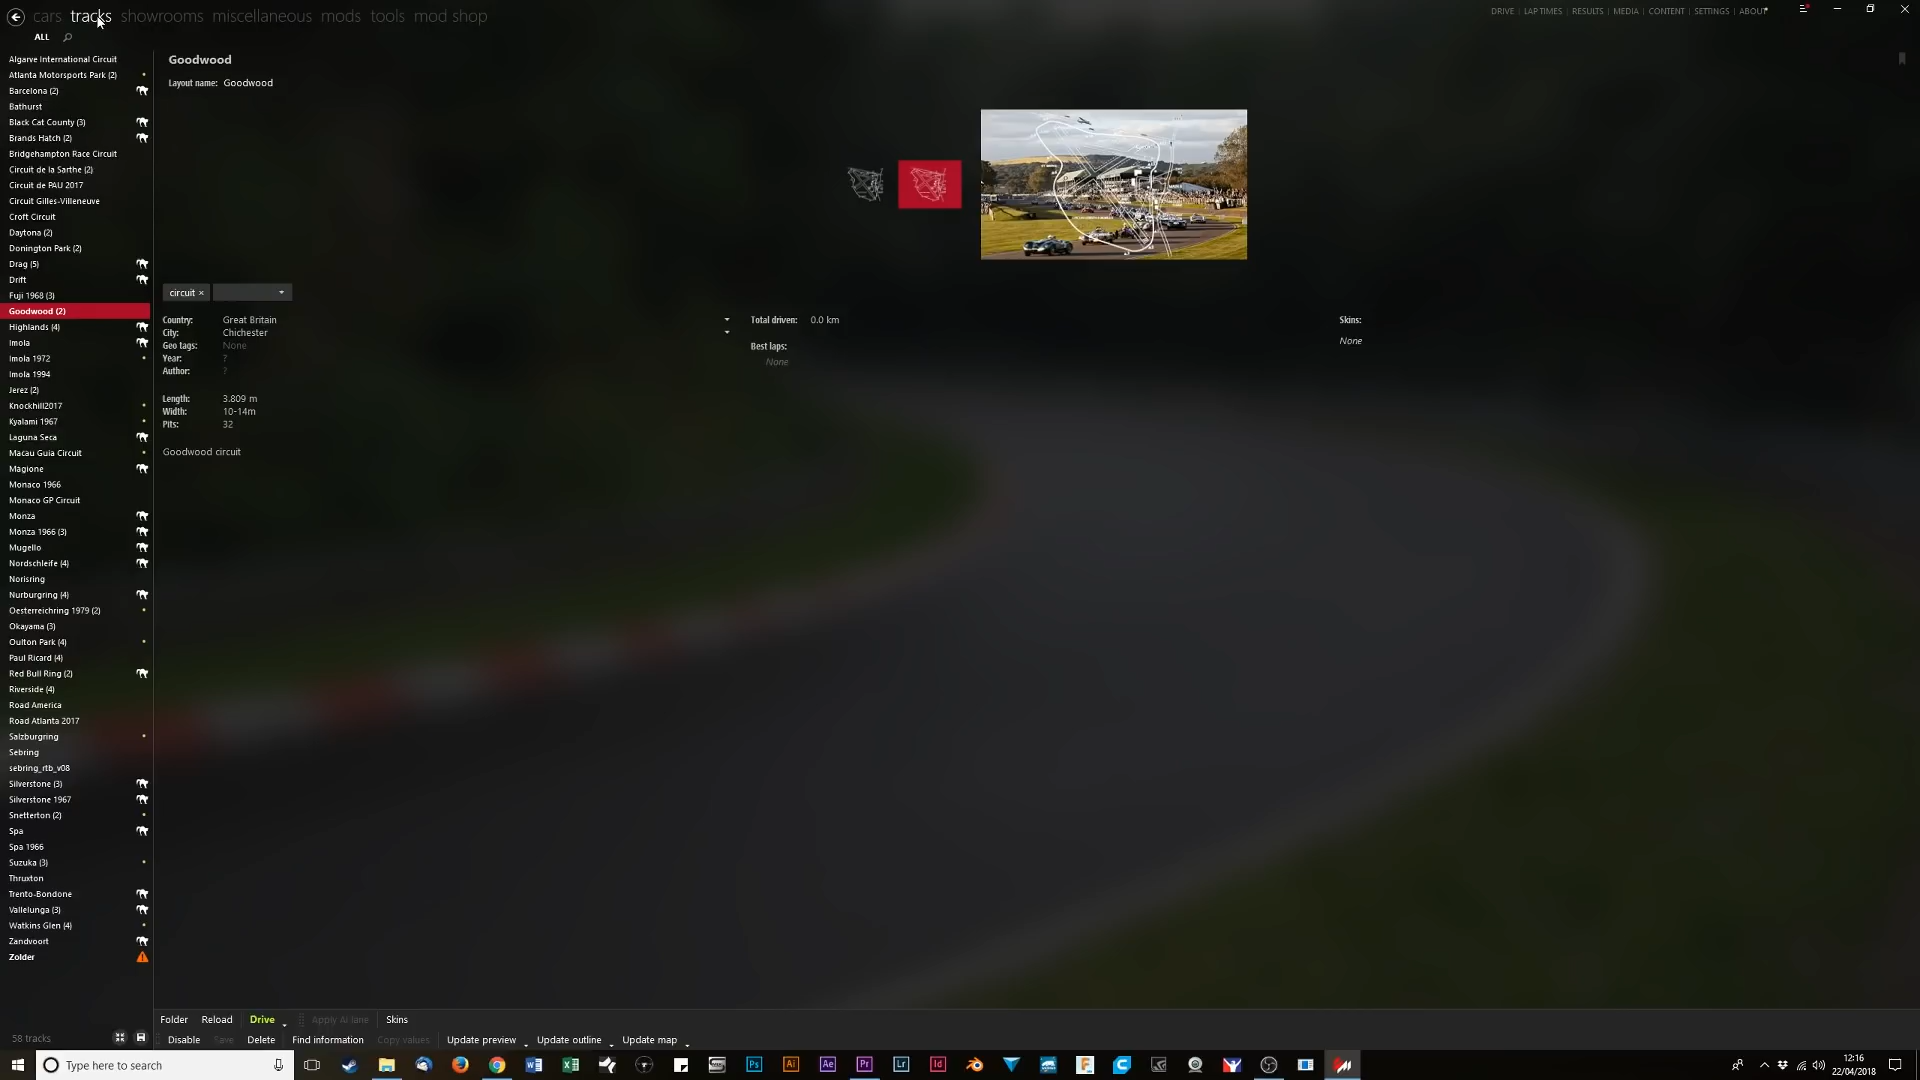 cars tracks showrooms miscellaneous mods tools mod shop
DRIVE | LAP TIMES | RESULTS | MEDIA | CONTENT | SETTINGS | ABOUT
ALL
Algarve International Circuit
Atlanta Motorsports Park (2)
Barcelona (2)
Bathurst
Black Cat County (3)
Brands Hatch (2)
Bridgehampton Race Circuit
Circuit de la Sarthe (2)
Circuit de PAU 2017
Circuit Gilles-Villeneuve
Croft Circuit
Daytona (2)
Donington Park (2)
Drag (5)
Drift
Fuji 1968 (3)
Goodwood (2)
Highlands (4)
Imola
Imola 1972
Imola 1994
Jerez (2)
Knockhill2017
Kyalami 1967
Laguna Seca
Macau Guia Circuit
Magione
Monaco 1966
Monaco GP Circuit
Monza
Monza 1966 (3)
Mugello
Nordschleife (4)
Norisring
Nurburgring (4)
Oesterreichring 1979 (2)
Okayama (3)
Oulton Park (4)
Paul Ricard (4)
Red Bull Ring (2)
Riverside (4)
Road America
Road Atlanta 2017
Salzburgring
Sebring
sebring_rtb_v08
Silverstone (3)
Silverstone 1967
Snetterton (2)
Spa
Spa 1966
Suzuka (3)
Thruxton
Trento-Bondone
Vallelunga (3)
Watkins Glen (4)
Zandvoort
Zolder
58 tracks
Goodwood
Layout name: Goodwood
circuit ×
Country: Great Britain
City: Chichester
Geo tags: None
Year: ?
Author: ?
Length: 3.809 m
Width: 10-14m
Pits: 32
Goodwood circuit
Total driven: 0.0 km
Best laps:
None
Skins:
None
Folder Reload Drive Apply AI lane Skins
Disable Save Delete Find information Copy values Update preview Update outline Update map
Type here to search
Ps Ai Ae Pr Lr Id
12:16
22/04/2018